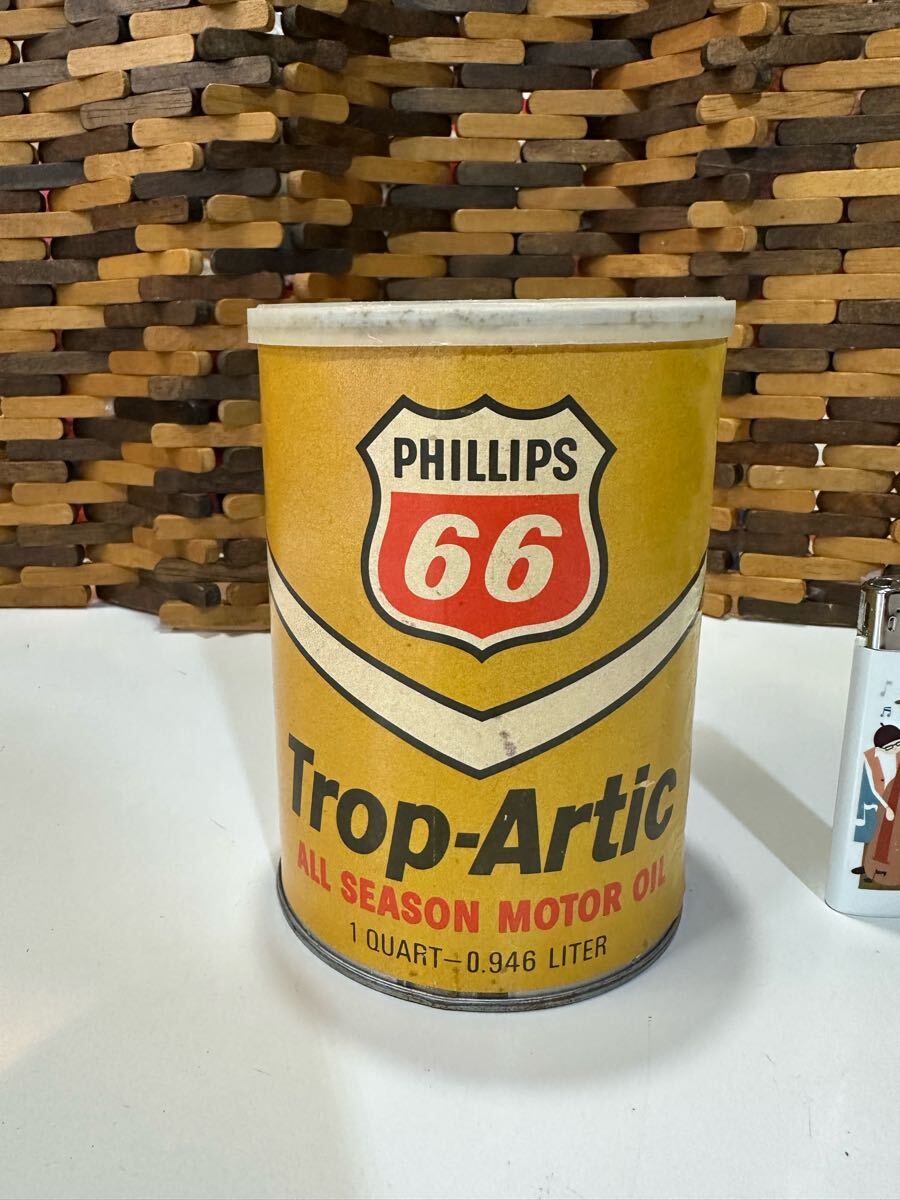 PHILLIPS
66
Trop-Artic
ALL SEASON MOTOR OIL
1 QUART—0.946 LITER